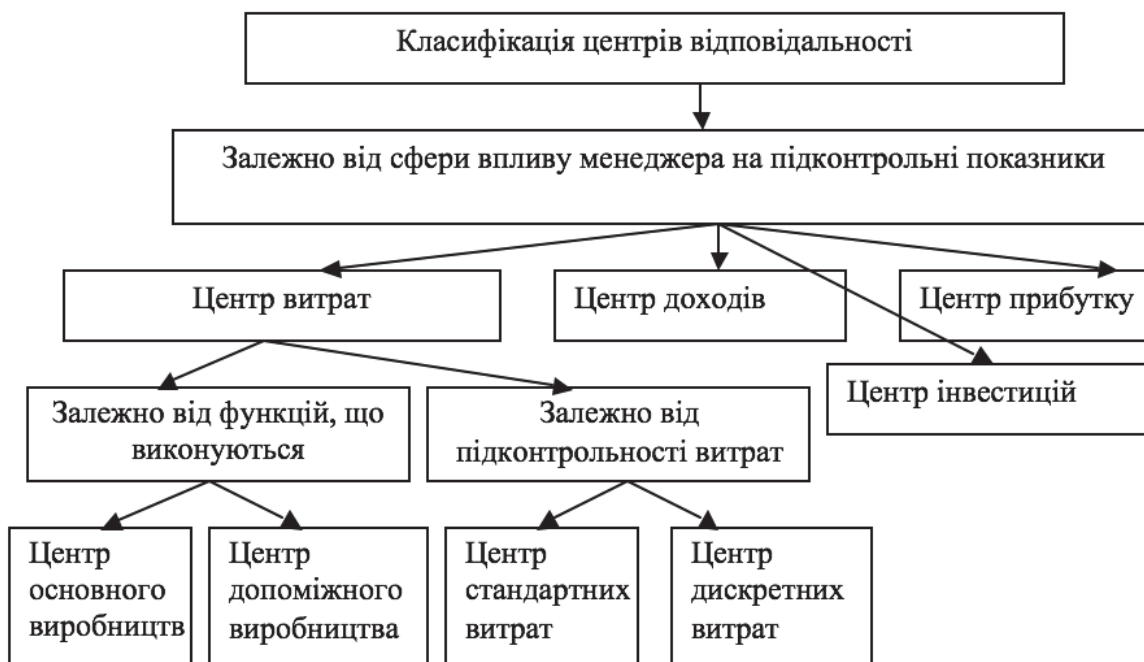 Класифікація центрів відповідальності
Залежно від сфери впливу менеджера на підконтрольні показники
Центр витрат
Центр доходів
Центр прибутку
Центр інвестицій
Залежно від функцій, що
виконуються
Залежно від
підконтрольності витрат
Центр
основного
виробництв
Центр
допоміжного
виробництва
Центр
стандартних
витрат
Центр
дискретних
витрат